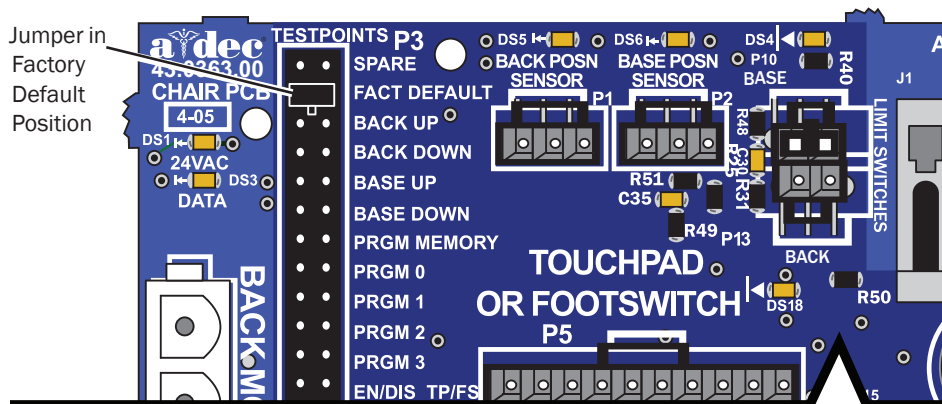 Jumper in
Factory
Default
Position
a dec
43.0363.00
CHAIR PCB
4-05
DS1
24VAC
DS3
DATA
BACK MO
TESTPOINTS P3
SPARE
FACT DEFAULT
BACK UP
BACK DOWN
BASE UP
BASE DOWN
PRGM MEMORY
PRGM 0
PRGM 1
PRGM 2
PRGM 3
EN/DIS TP/FS
DS5
BACK POSN
SENSOR
P1
DS6
BASE POSN
SENSOR
P2
DS4
P10
BASE
R40
J1
A
R48
C30
R31
LIMIT SWITCHES
BACK
R51
C35
R49
P13
TOUCHPAD
OR FOOTSWITCH
P5
DS18
R50